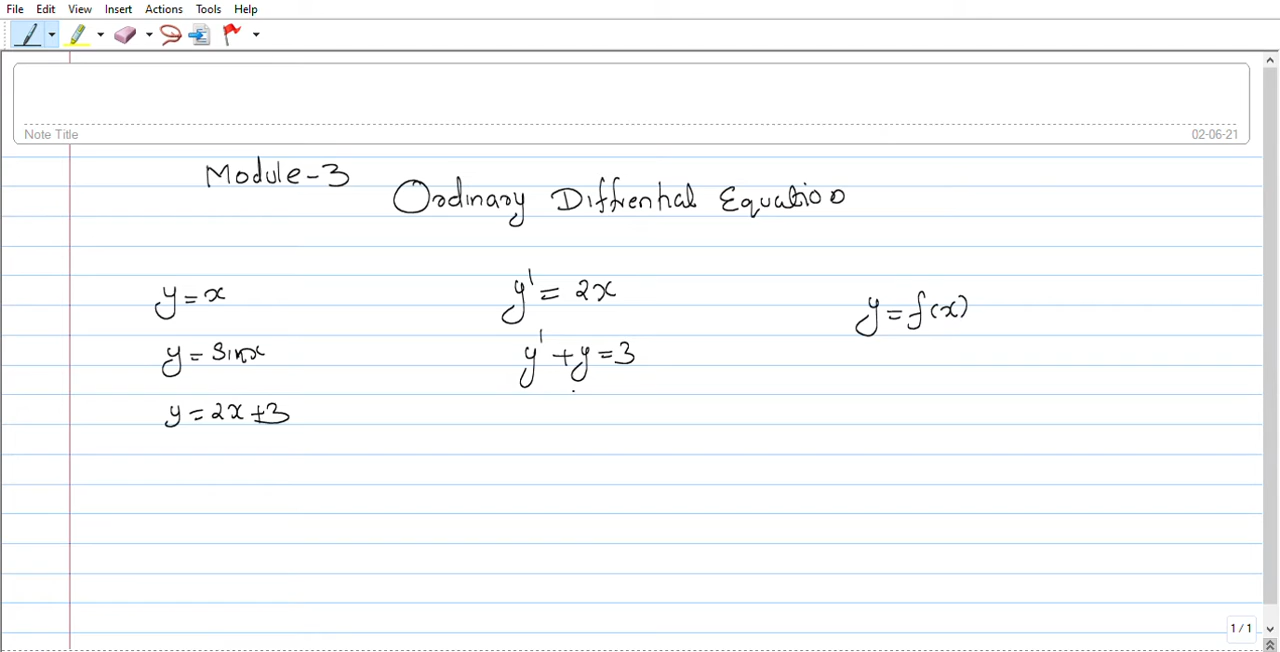 File Edit View Insert Actions Tools Help
Note Title
02-06-21
Module-3
Ordinary Diffrential Equation
y = x
y' = 2x
y = f(x)
y = Sinx
y' + y = 3
y = 2x + 3
1 / 1